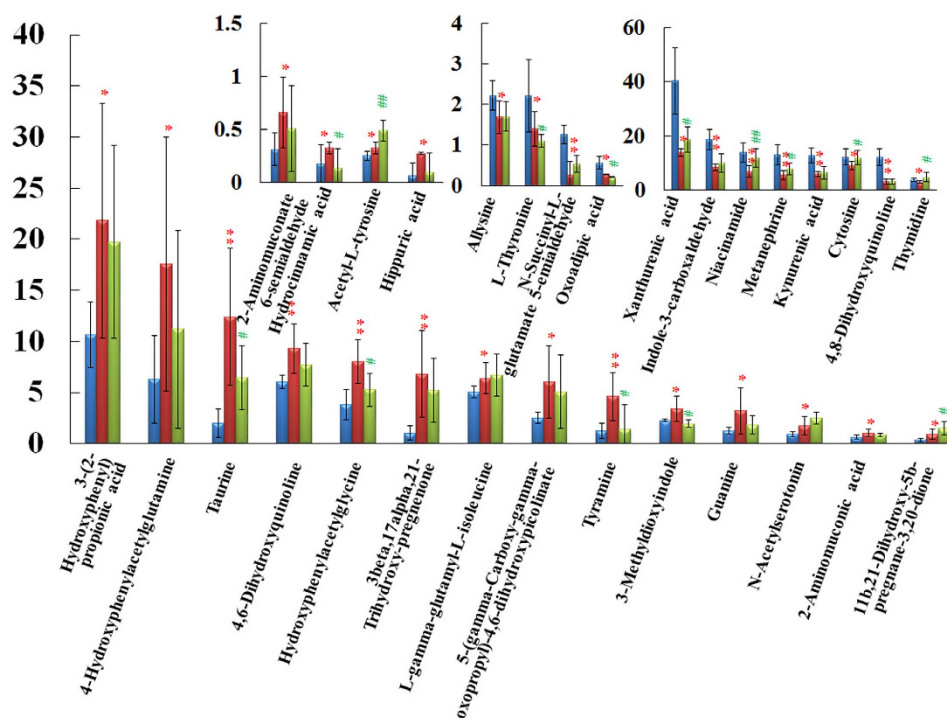 40
35
30
25
20
15
10
5
0
*
*
**
**
**
**
*
*
**
*
*
*
*
*
#
#
#
#
#
3-(2-
Hydroxyphenyl)
propionic acid
4-Hydroxyphenylacetylglutamine
Taurine
4,6-Dihydroxyquinoline
Hydroxyphenylacetylglycine
3beta,17alpha,21-
Trihydroxy-pregnenone
L-gamma-glutamyl-L-isoleucine
5-(gamma-Carboxy-gamma-
oxopropyl)-4,6-dihydroxypicolinate
Tyramine
3-Methyldioxyindole
Guanine
N-Acetylserotonin
2-Aminomuconic acid
11b,21-Dihydroxy-5b-
pregnane-3,20-dione
1.5
1
0.5
0
*
*
#
*
##
*
2-Aminomuconate
6-semialdehyde
Hydrocinnamic acid
Acetyl-L-tyrosine
Hippuric acid
4
3
2
1
0
*
*
#
**
*
#
Allysine
L-Thyronine
N-Succinyl-L-
glutamate 5-emialdehyde
Oxoadipic acid
60
40
20
0
*
#
**
**
##
**
#
**
*
#
**
*
#
Xanthurenic acid
Indole-3-carboxaldehyde
Niacinamide
Metanephrine
Kynurenic acid
Cytosine
4,8-Dihydroxyquinoline
Thymidine